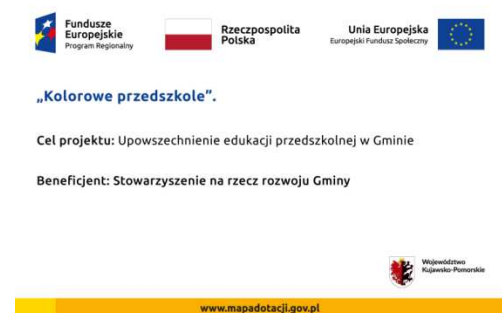 Fundusze
Europejskie
Program Regionalny
Rzeczpospolita
Polska
Unia Europejska
Europejski Fundusz Społeczny
„Kolorowe przedszkole”.
Cel projektu: Upowszechnienie edukacji przedszkolnej w Gminie
Beneficjent: Stowarzyszenie na rzecz rozwoju Gminy
Województwo
Kujawsko-Pomorskie
www.mapadotacji.gov.pl